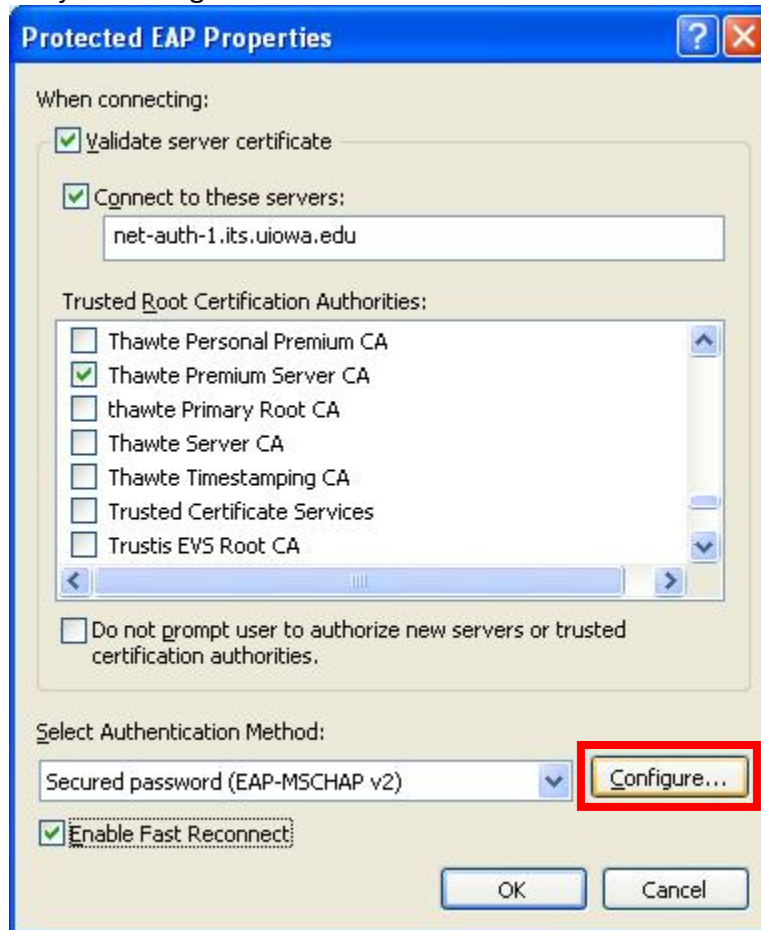 Protected EAP Properties
When connecting:
Validate server certificate
Connect to these servers:
net-auth-1.its.uiowa.edu
Trusted Root Certification Authorities:
Thawte Personal Premium CA
Thawte Premium Server CA
thawte Primary Root CA
Thawte Server CA
Thawte Timestamping CA
Trusted Certificate Services
Trustis EVS Root CA
Do not prompt user to authorize new servers or trusted
certification authorities.
Select Authentication Method:
Secured password (EAP-MSCHAP v2) Configure...
Enable Fast Reconnect
OK Cancel